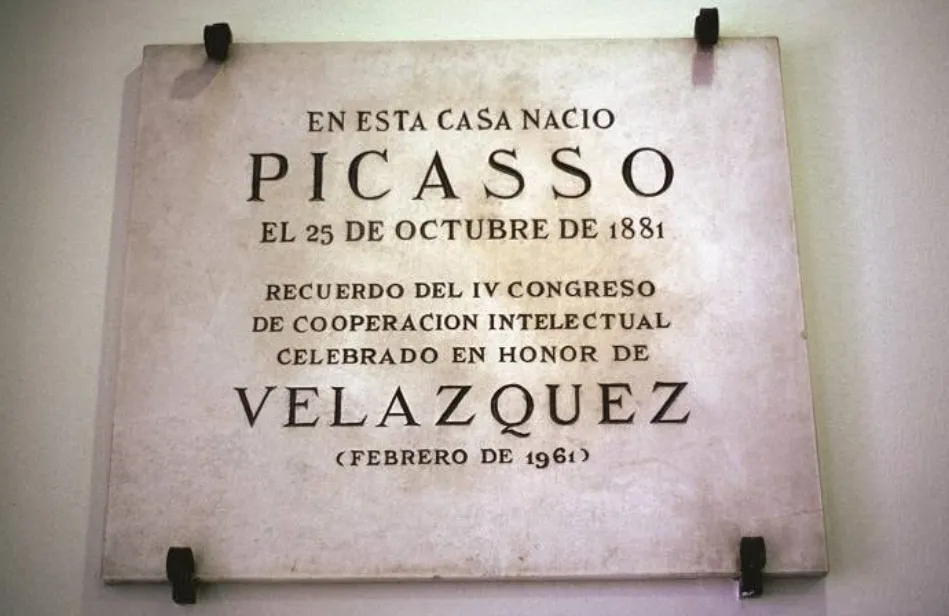 EN ESTA CASA NACIO
PICASSO
EL 25 DE OCTUBRE DE 1881
RECUERDO DEL IV CONGRESO
DE COOPERACION INTELECTUAL
CELEBRADO EN HONOR DE
VELAZQUEZ
(FEBRERO DE 1961)